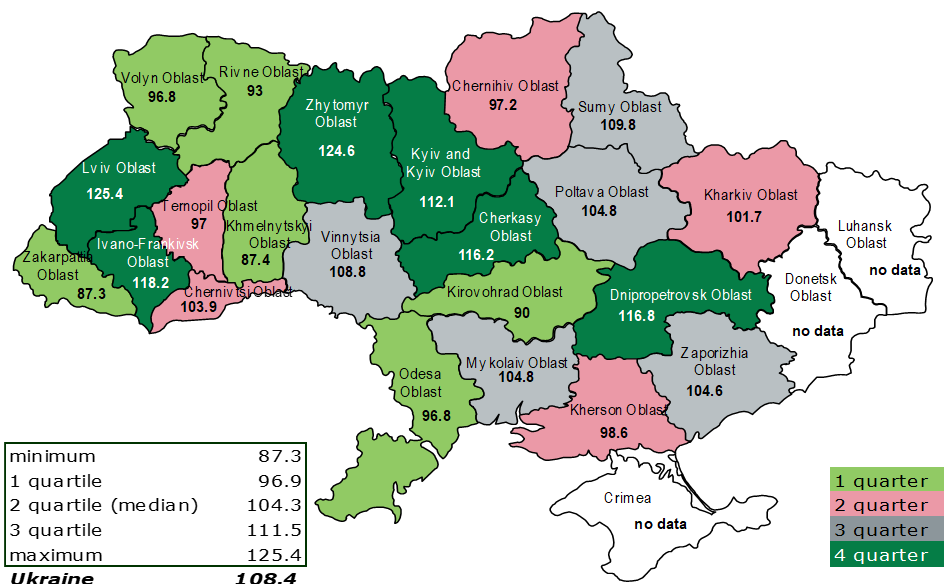 Volyn Oblast
96.8
Rivne Oblast
93
Zhytomyr
Oblast
124.6
Chernihiv Oblast
97.2
Sumy Oblast
109.8
Kyiv and
Kyiv Oblast
112.1
Lviv Oblast
125.4
Ternopil Oblast
97
Khmelnytskyi
Oblast
87.4
Vinnytsia
Oblast
108.8
Cherkasy
Oblast
116.2
Poltava Oblast
104.8
Kharkiv Oblast
101.7
Luhansk
Oblast
no data
Ivano-Frankivsk
Oblast
118.2
Zakarpattia
Oblast
87.3
Chernivtsi Oblast
103.9
Kirovohrad Oblast
90
Dnipropetrovsk Oblast
116.8
Donetsk
Oblast
no data
Odesa
Oblast
96.8
Mykolaiv Oblast
104.8
Zaporizhia
Oblast
104.6
Kherson Oblast
98.6
Crimea
no data
minimum 87.3
1 quartile 96.9
2 quartile (median) 104.3
3 quartile 111.5
maximum 125.4
Ukraine 108.4
1 quarter
2 quarter
3 quarter
4 quarter